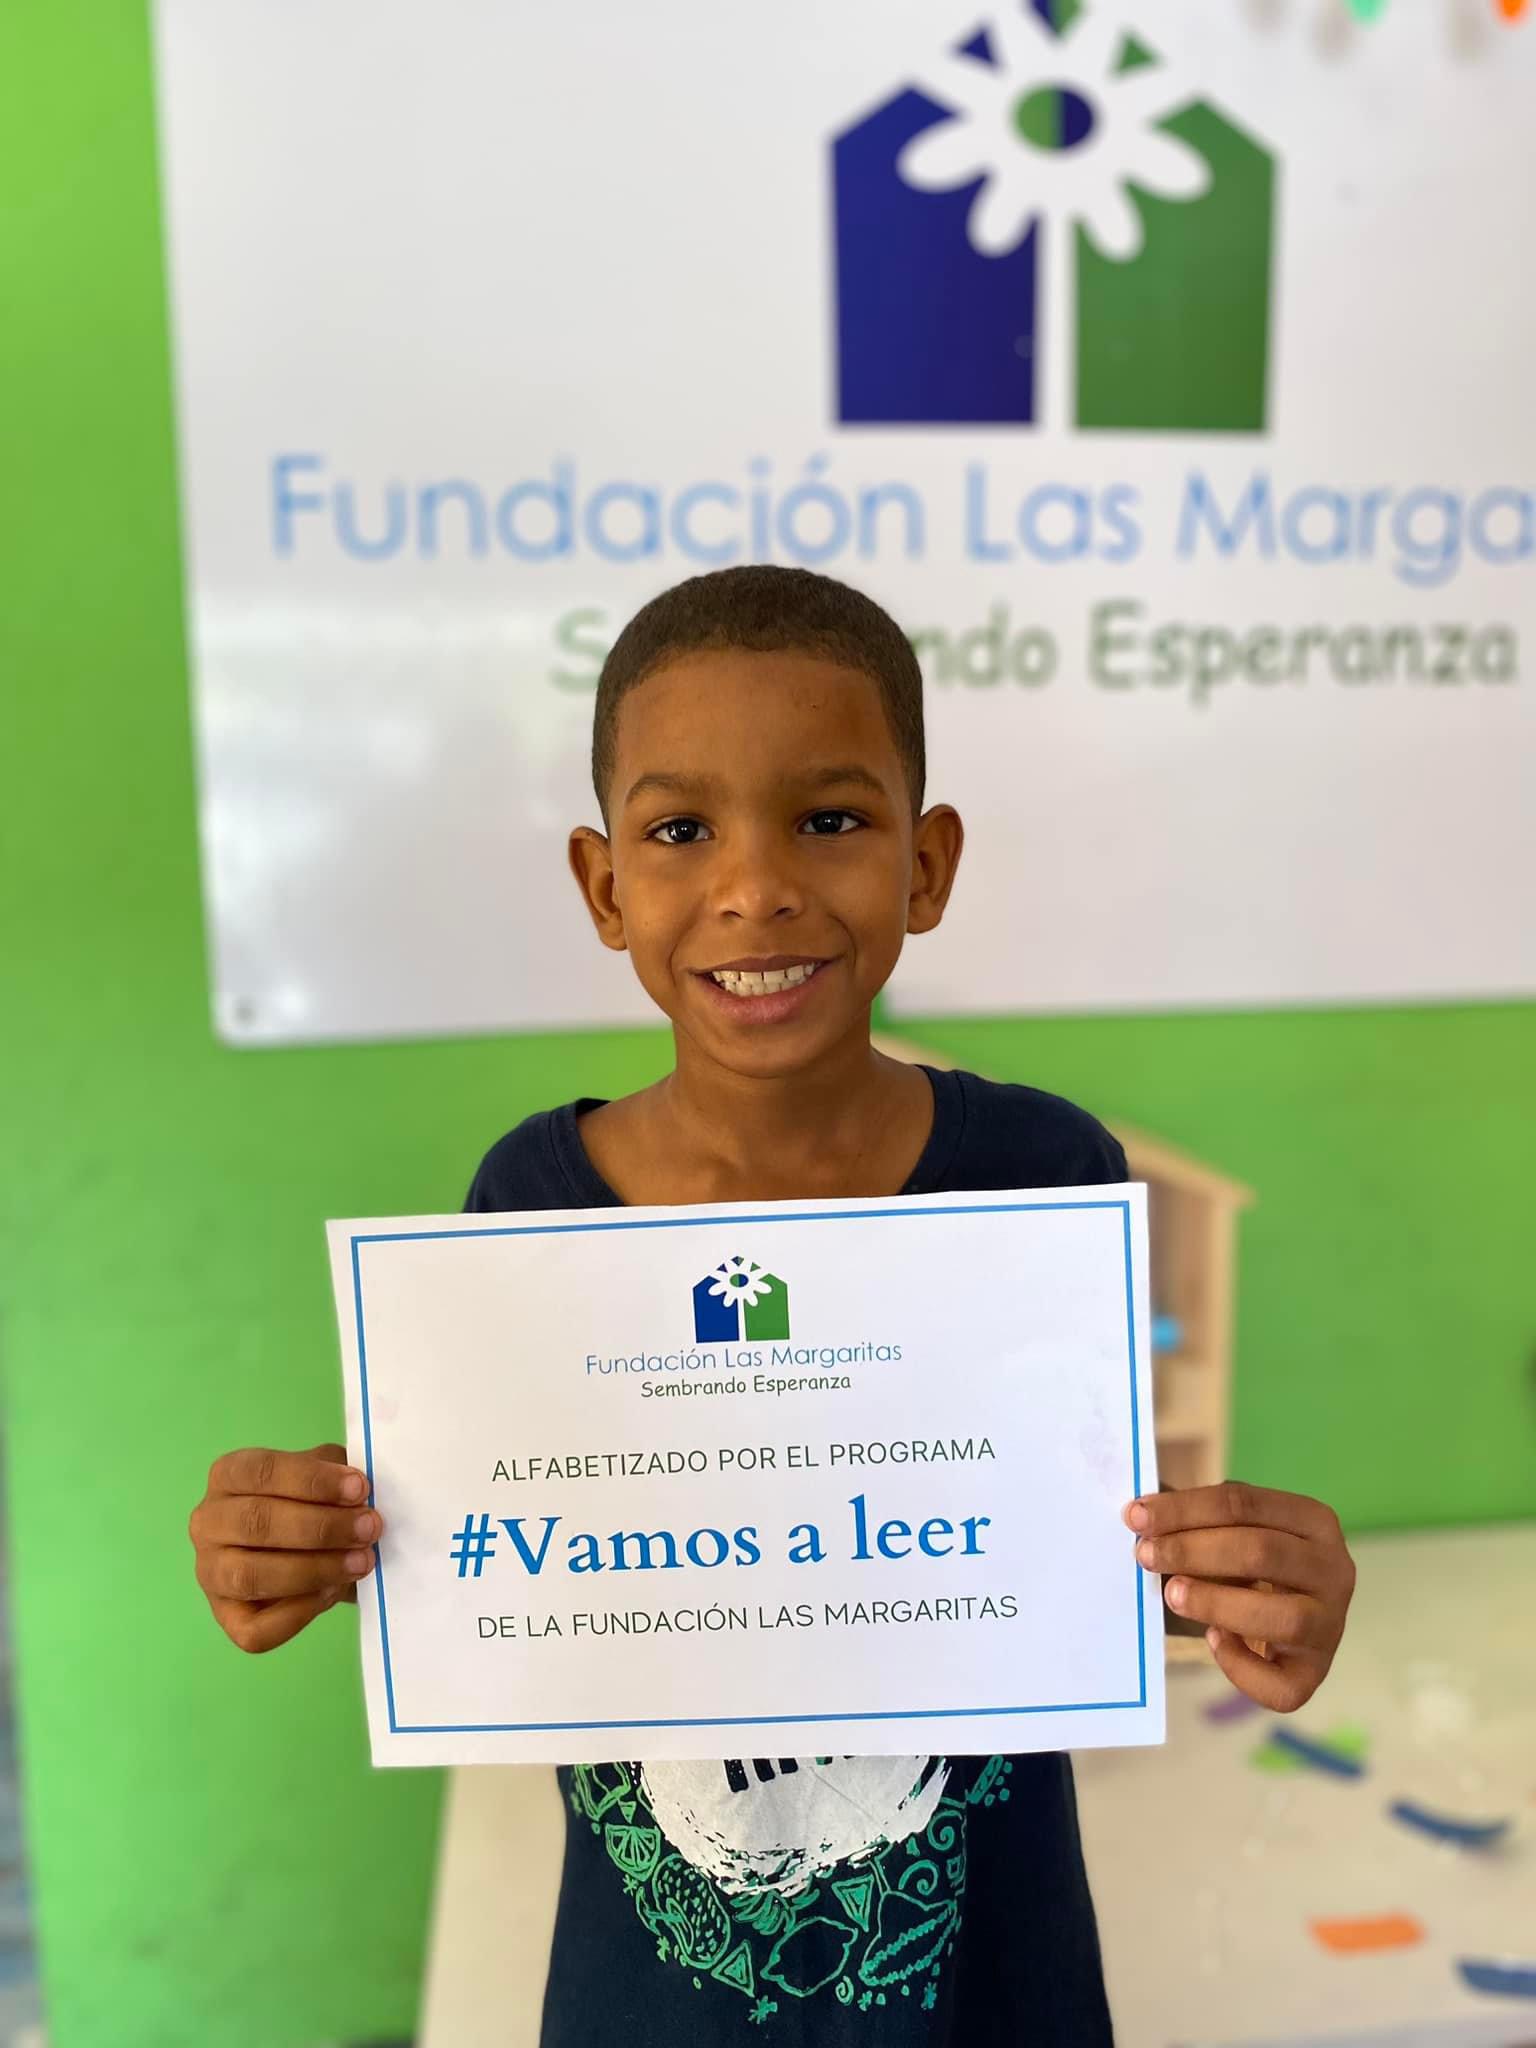 Fundación Las Marga
ndo Esperanza
Fundación Las Margaritas
Sembrando Esperanza
ALFABETIZADO POR EL PROGRAMA
#Vamos a leer
DE LA FUNDACIÓN LAS MARGARITAS